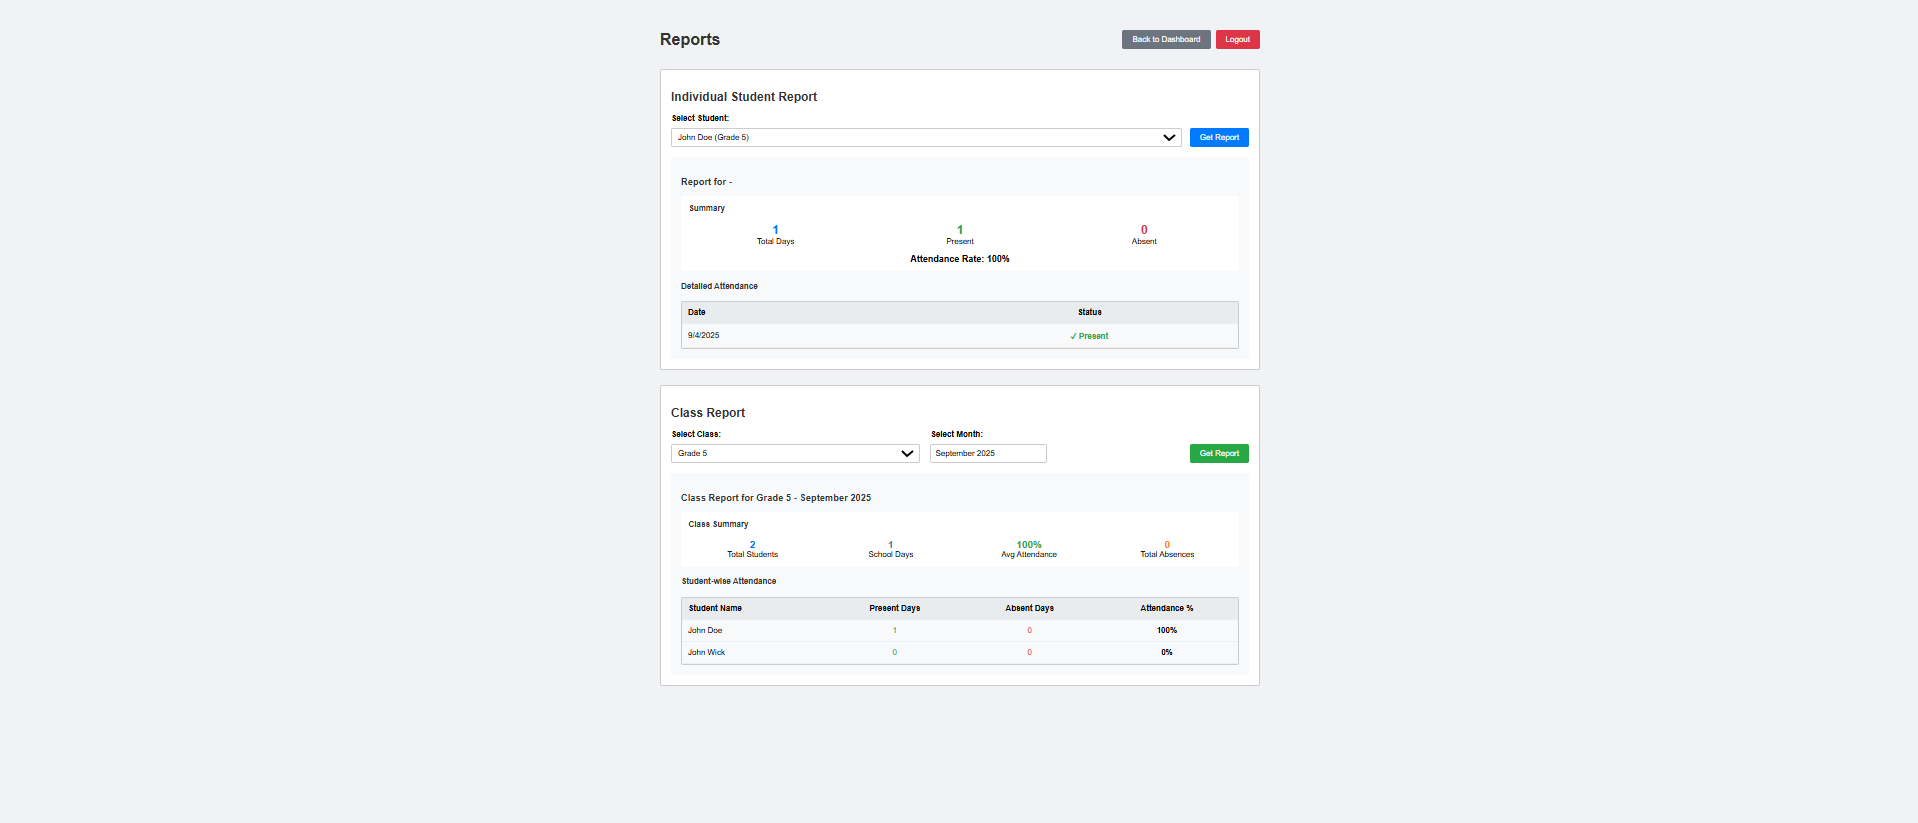 Reports
Back to Dashboard Logout
Individual Student Report
Select Student:
John Doe (Grade 5)
Get Report
Report for -
Summary
1 1 0
Total Days Present Absent
Attendance Rate: 100%
Detailed Attendance
Date Status
9/4/2025 ✓ Present
Class Report
Select Class: Select Month:
Grade 5 September 2025 Get Report
Class Report for Grade 5 - September 2025
Class Summary
2 1 100% 0
Total Students School Days Avg Attendance Total Absences
Student-wise Attendance
Student Name Present Days Absent Days Attendance %
John Doe 1 0 100%
John Wick 0 0 0%